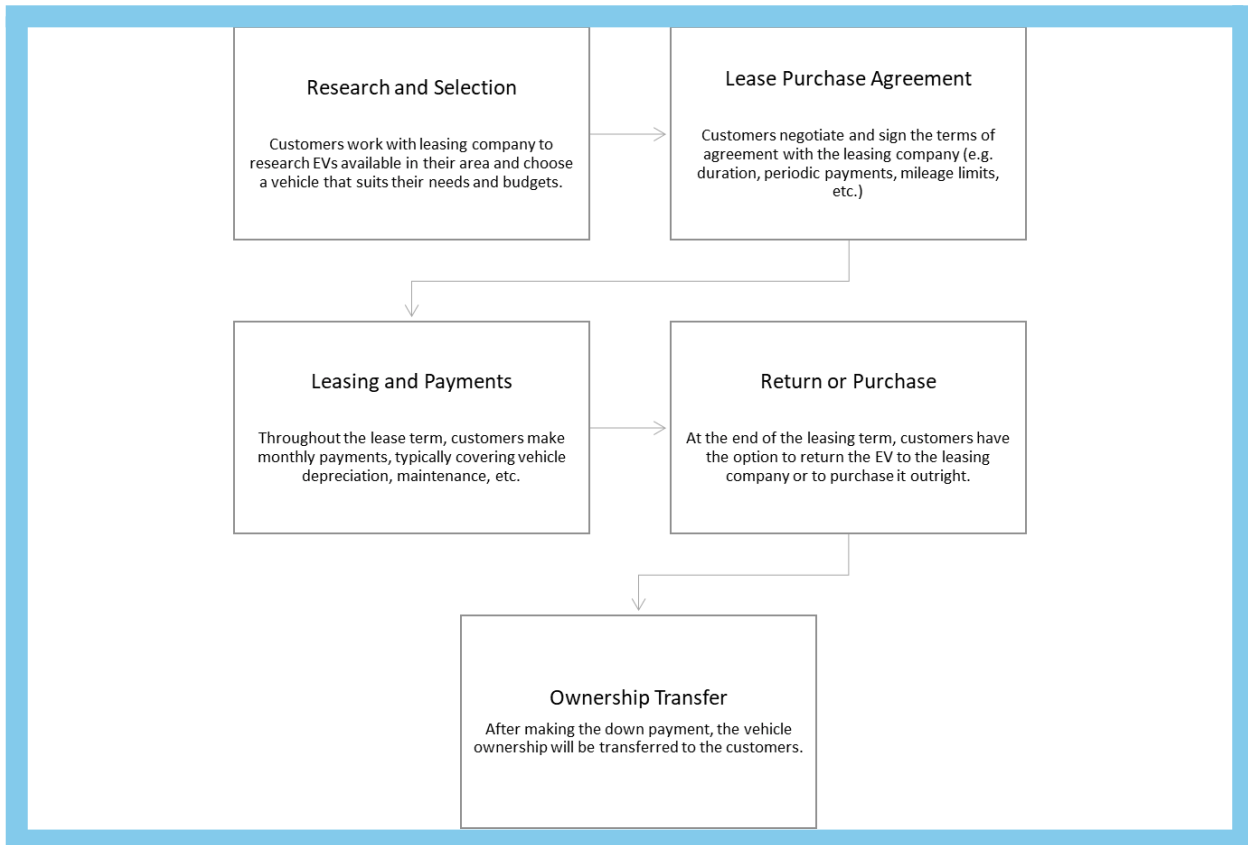 Research and Selection
Customers work with leasing company to
research EVs available in their area and choose
a vehicle that suits their needs and budgets.
Lease Purchase Agreement
Customers negotiate and sign the terms of
agreement with the leasing company (e.g.
duration, periodic payments, mileage limits,
etc.)
Leasing and Payments
Throughout the lease term, customers make
monthly payments, typically covering vehicle
depreciation, maintenance, etc.
Return or Purchase
At the end of the leasing term, customers have
the option to return the EV to the leasing
company or to purchase it outright.
Ownership Transfer
After making the down payment, the vehicle
ownership will be transferred to the customers.